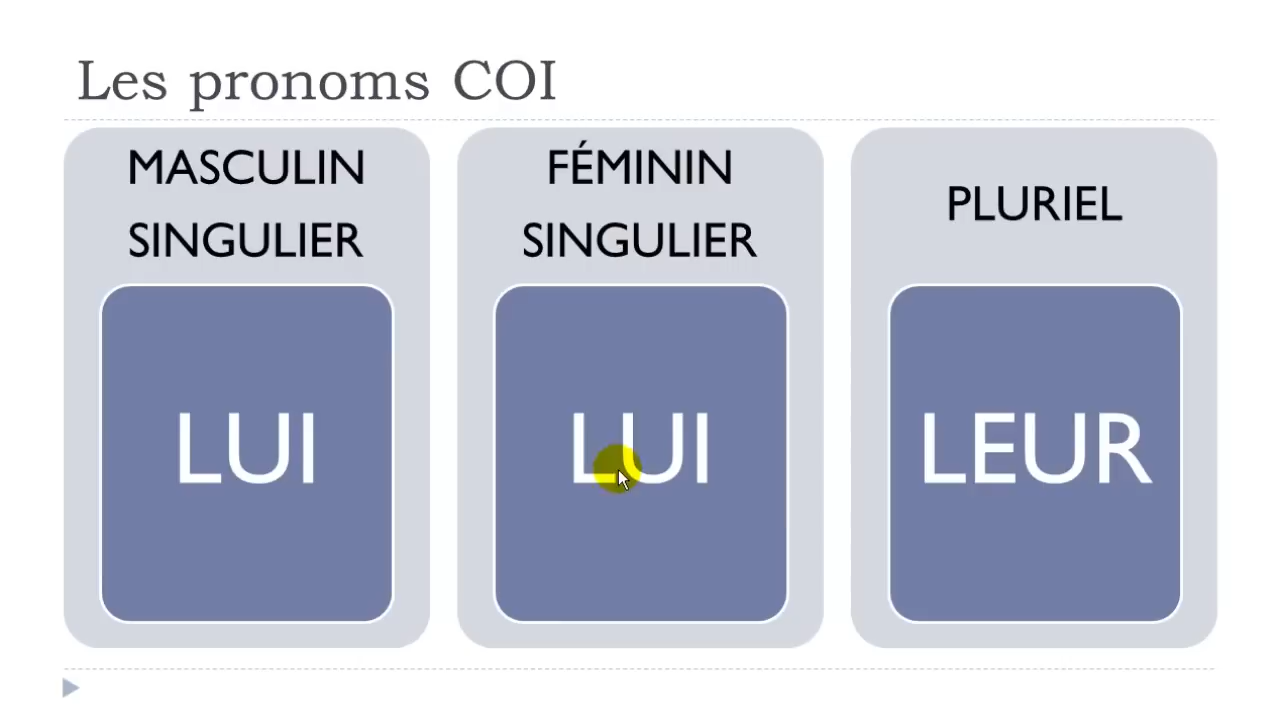 Les pronoms COI
MASCULIN
SINGULIER
LUI
FÉMININ
SINGULIER
LUI
PLURIEL
LEUR